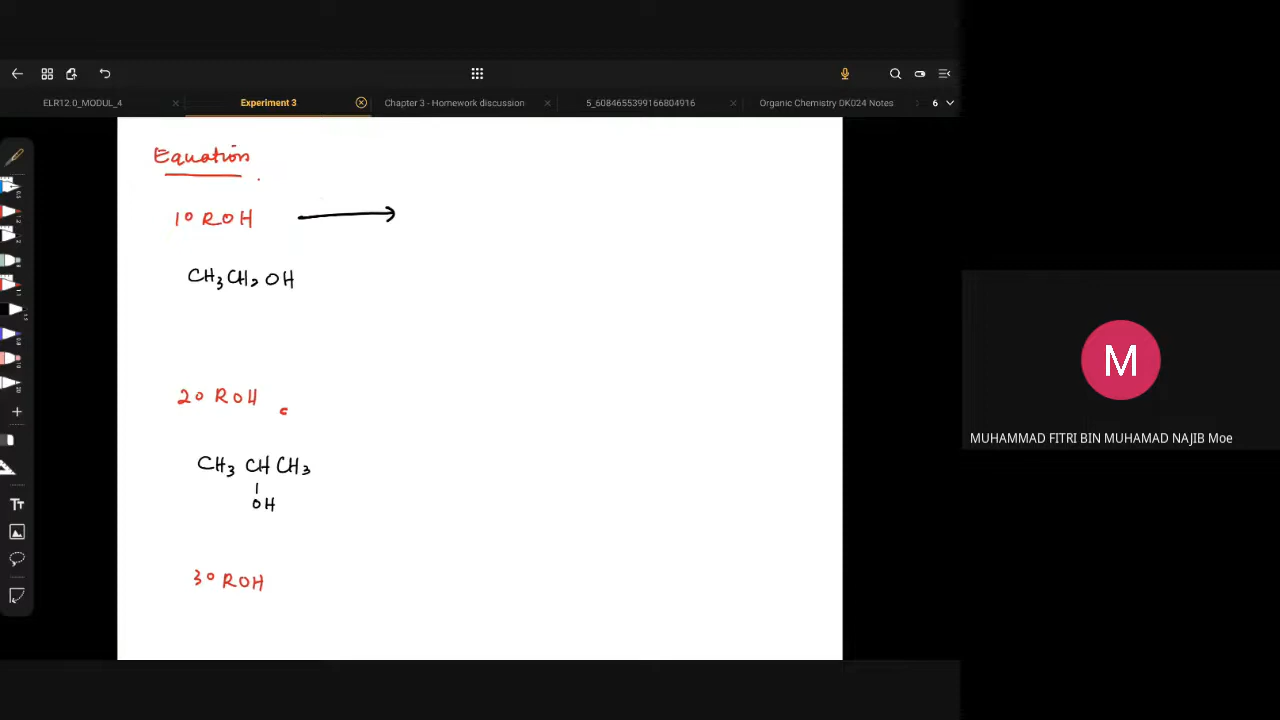 ELR12.0_MODUL_4
Experiment 3
Chapter 3 - Homework discussion
5_6084655399166804916
Organic Chemistry DK024 Notes
6
Equation
1° ROH
CH₃CH₂OH
2° ROH
CH₃ CH CH₃
OH
3° ROH
Tt
M
MUHAMMAD FITRI BIN MUHAMAD NAJIB Moe